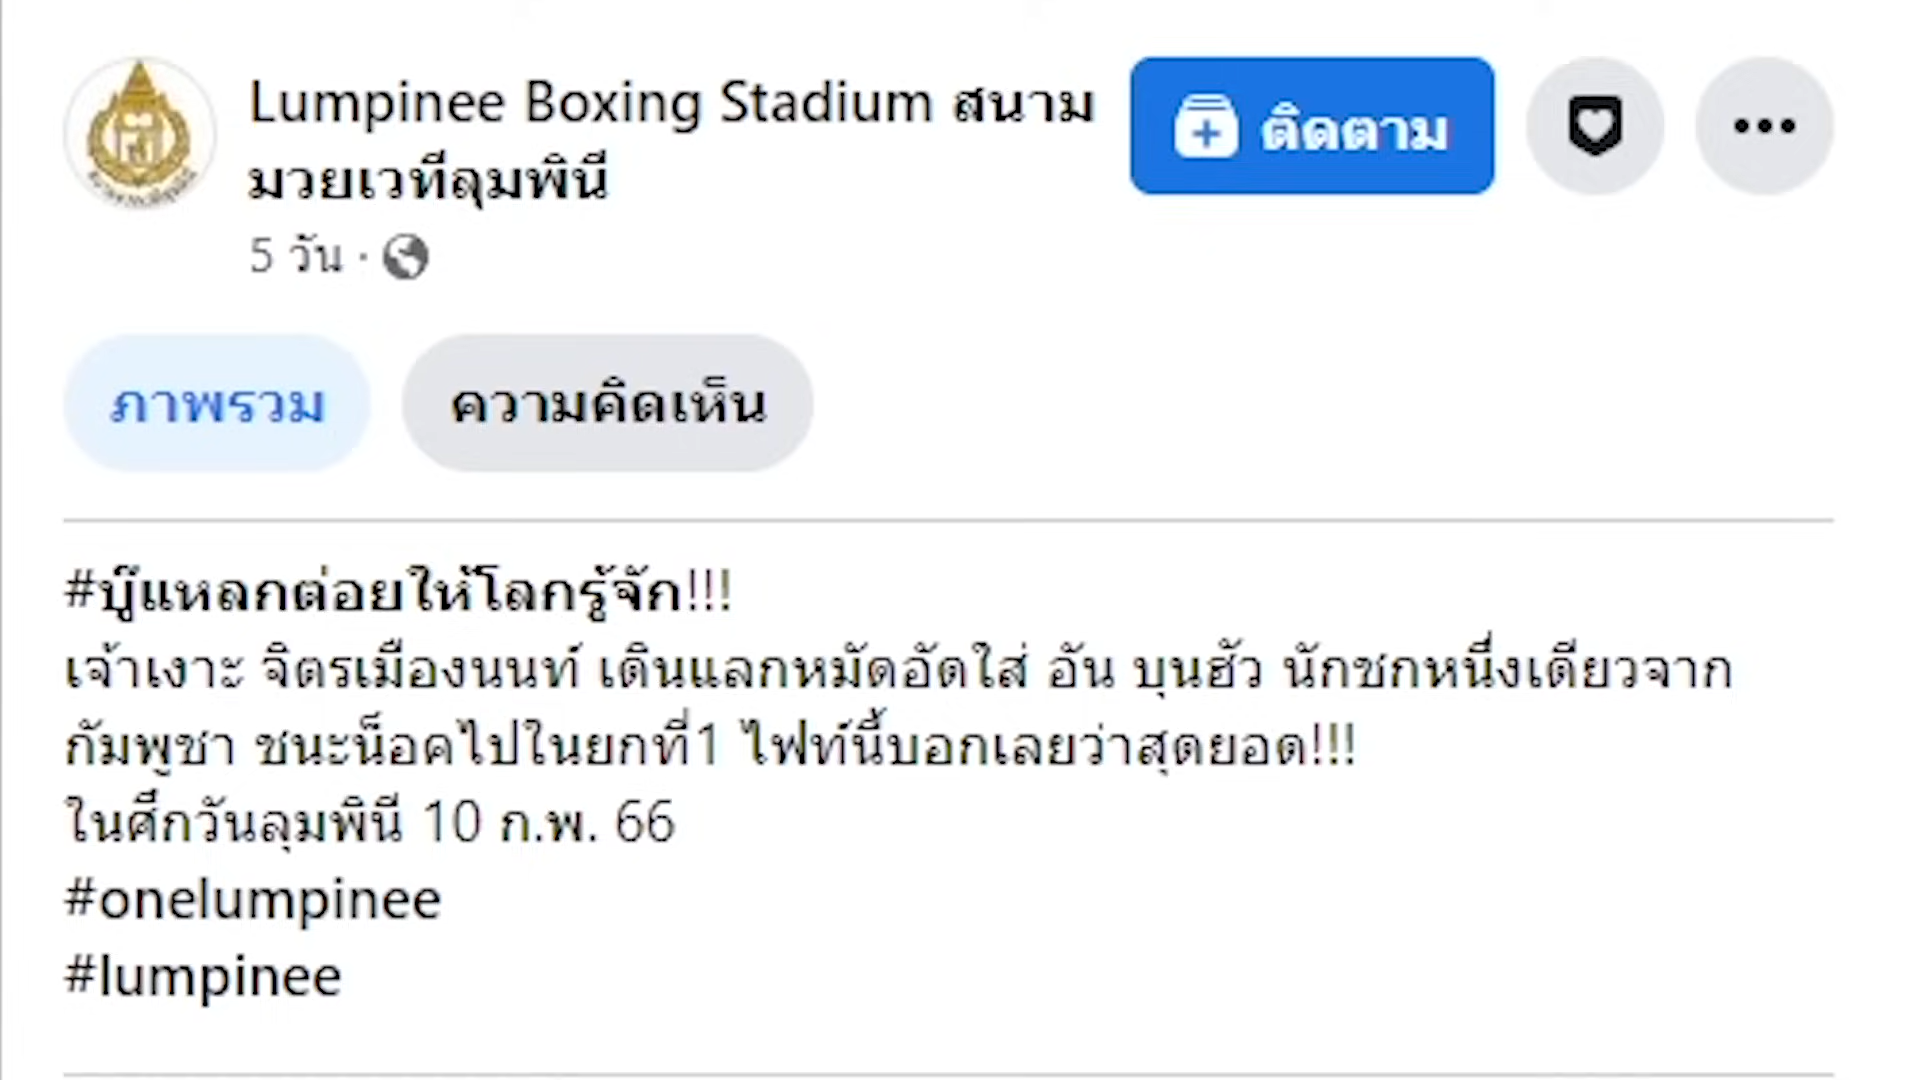 Lumpinee Boxing Stadium สนาม
มวยเวทีลุมพินี
ติดตาม
5 วัน ·
ภาพรวม
ความคิดเห็น
#บู๊แหลกต่อยให้โลกรู้จัก!!!
เจ้าเงาะ จิตรเมืองนนท์ เดินแลกหมัดอัดใส่ อัน บุนฮัว นักชกหนึ่งเดียวจาก
กัมพูชา ชนะน็อคไปในยกที่1 ไฟท์นี้บอกเลยว่าสุดยอด!!!
ในศึกวันลุมพินี 10 ก.พ. 66
#onelumpinee
#lumpinee